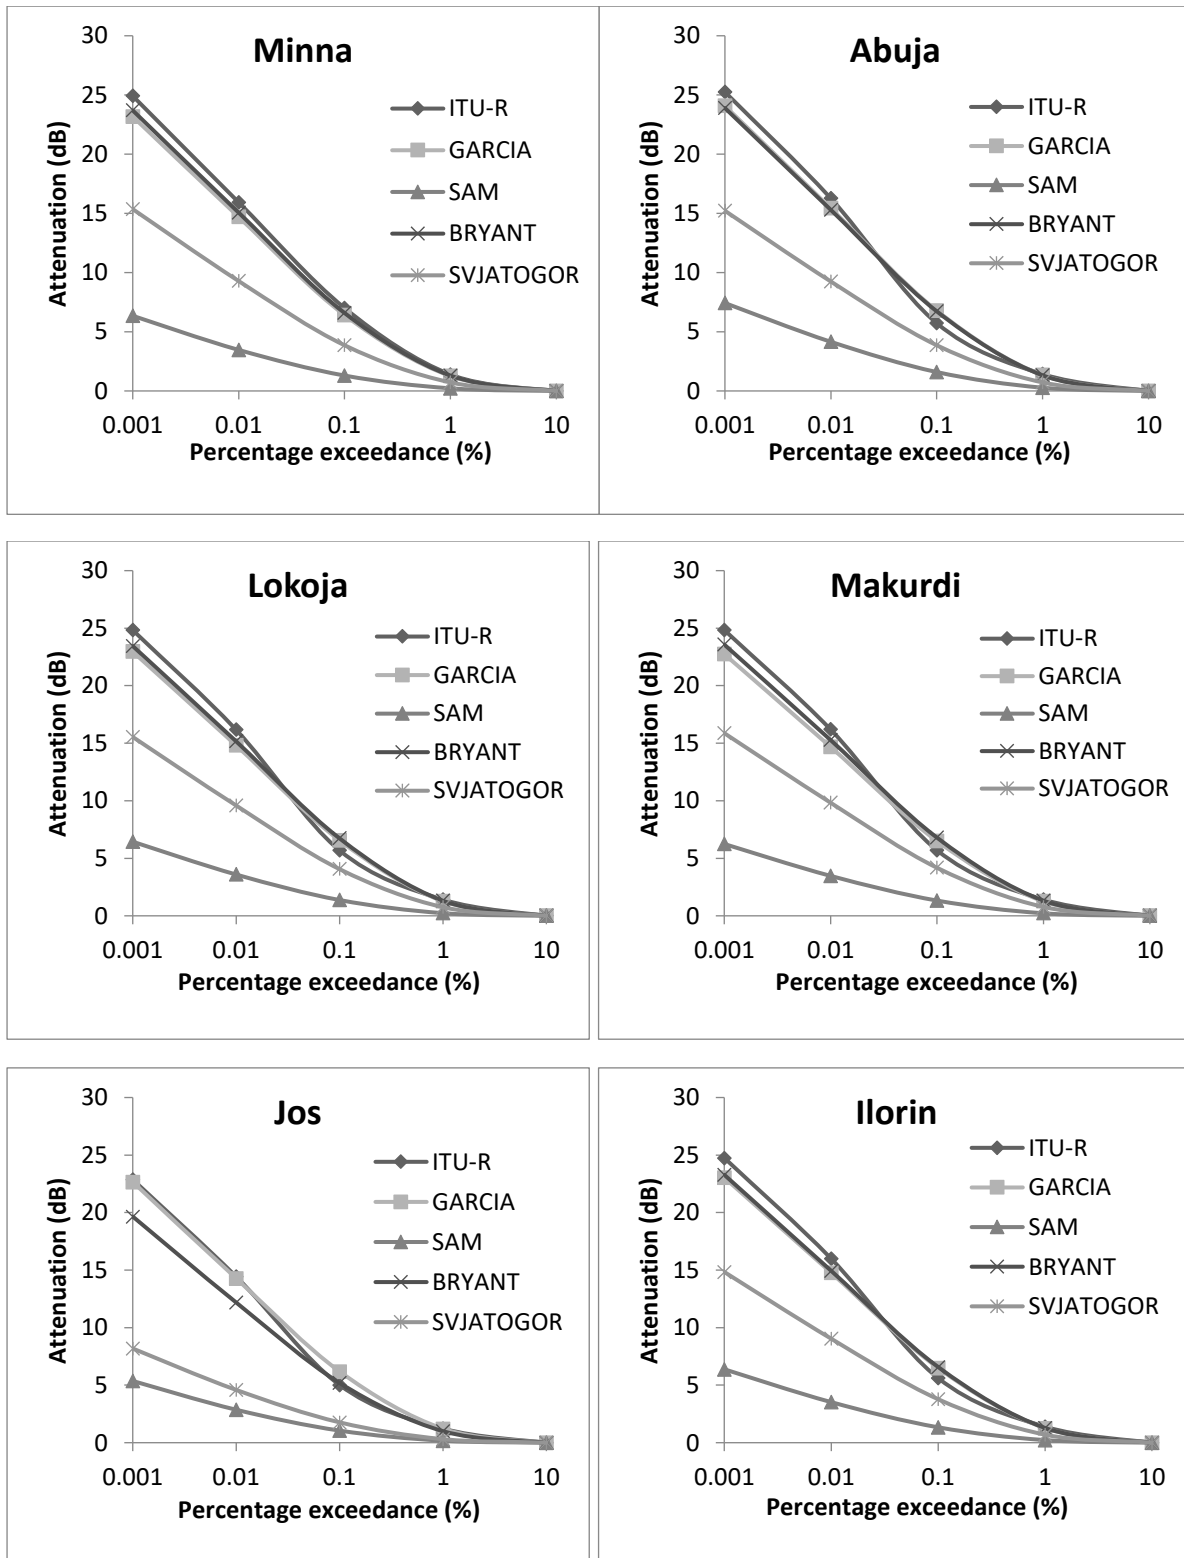 Minna
Attenuation (dB)
30
25
20
15
10
5
0
0.001 0.01 0.1 1 10
Percentage exceedance (%)
ITU-R
GARCIA
SAM
BRYANT
SVJATOGOR
Abuja
Attenuation (dB)
30
25
20
15
10
5
0
0.001 0.01 0.1 1 10
Percentage exceedance (%)
ITU-R
GARCIA
SAM
BRYANT
SVJATOGOR
Lokoja
Attenuation (dB)
30
25
20
15
10
5
0
0.001 0.01 0.1 1 10
Percentage exceedance (%)
ITU-R
GARCIA
SAM
BRYANT
SVJATOGOR
Makurdi
Attenuation (dB)
30
25
20
15
10
5
0
0.001 0.01 0.1 1 10
Percentage exceedance (%)
ITU-R
GARCIA
SAM
BRYANT
SVJATOGOR
Jos
Attenuation (dB)
30
25
20
15
10
5
0
0.001 0.01 0.1 1 10
Percentage exceedance (%)
ITU-R
GARCIA
SAM
BRYANT
SVJATOGOR
Ilorin
Attenuation (dB)
30
25
20
15
10
5
0
0.001 0.01 0.1 1 10
Percentage exceedance (%)
ITU-R
GARCIA
SAM
BRYANT
SVJATOGOR